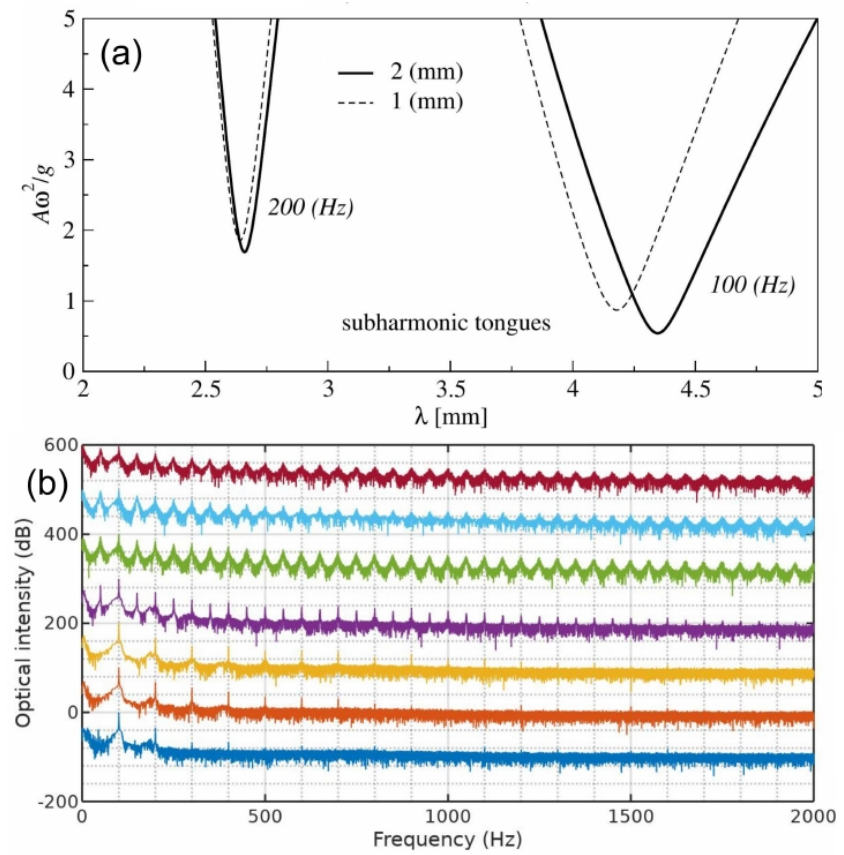 (a)
5
4
3
2
1
0
Aω²/g
2 (mm)
1 (mm)
200 (Hz)
100 (Hz)
subharmonic tongues
2
2.5
3
3.5
4
4.5
5
λ [mm]
(b)
600
400
200
0
-200
Optical intensity (dB)
0
500
1000
1500
2000
Frequency (Hz)